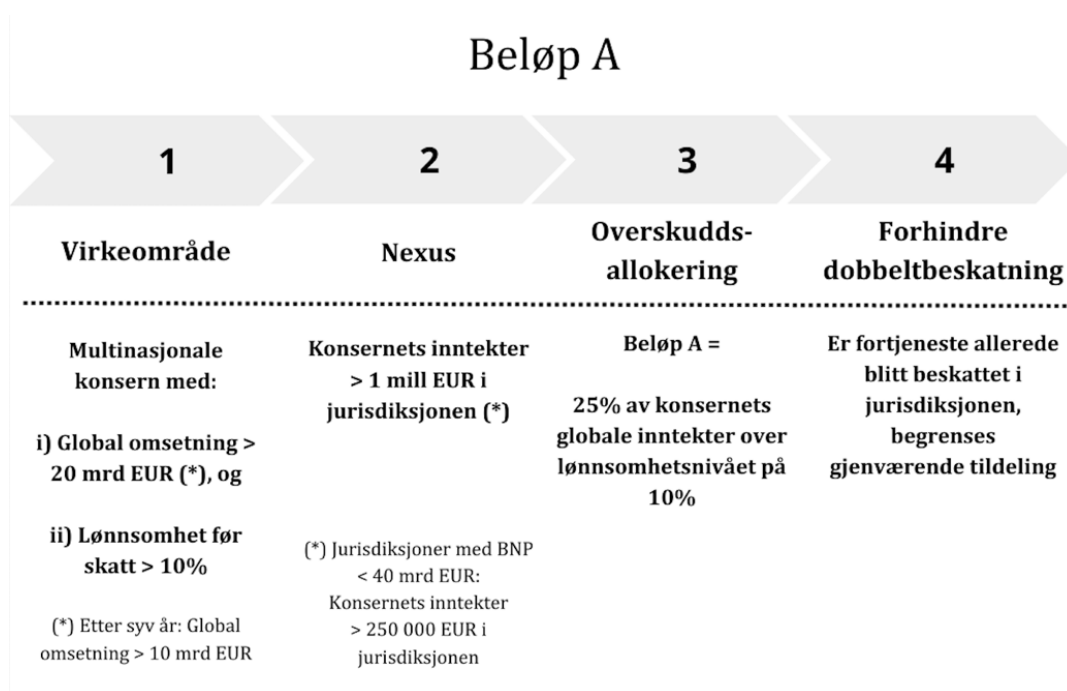 Beløp A
1
2
3
4
Virkeområde
Nexus
Overskudds-
allokering
Forhindre
dobbeltbeskatning
Multinasjonale
konsern med:
i) Global omsetning >
20 mrd EUR (*), og
ii) Lønnsomhet før
skatt > 10%
(*) Etter syv år: Global
omsetning > 10 mrd EUR
Konsernets inntekter
> 1 mill EUR i
jurisdiksjonen (*)
(*) Jurisdiksjoner med BNP
< 40 mrd EUR:
Konsernets inntekter
> 250 000 EUR i
jurisdiksjonen
Beløp A =
25% av konsernets
globale inntekter over
lønnsomhetsnivået på
10%
Er fortjeneste allerede
blitt beskattet i
jurisdiksjonen,
begrenses
gjenværende tildeling